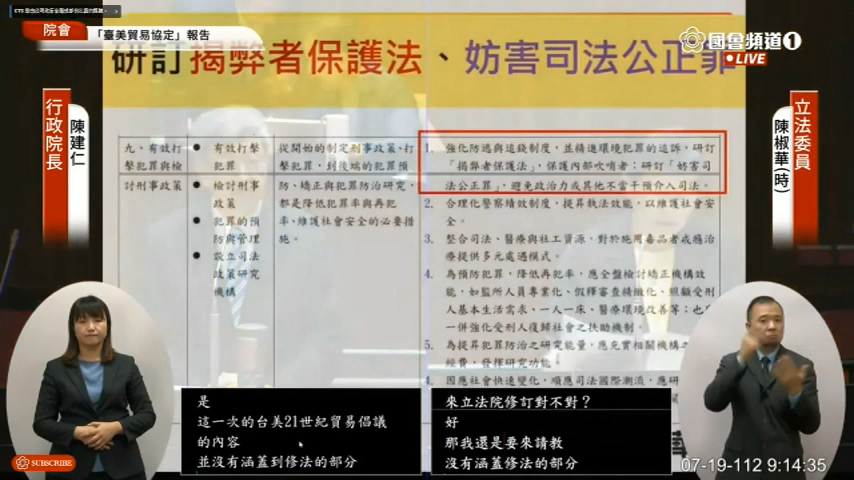 院會
「臺美貿易協定」報告
國會頻道1
LIVE
研訂揭弊者保護法、妨害司法公正罪
行政院長
陳建仁
立法委員
陳椒華(時)
九、有效打擊犯罪與檢討刑事政策
● 有效打擊犯罪
● 檢討刑事政策
● 犯罪的預防與管理
● 設立司法政策研究機構
從開始的制定刑事政策、打擊犯罪，到後端的犯罪預防、矯正與犯罪防治研究，都是降低犯罪率與再犯率、維護社會安全的必要措施。
1. 強化防逃與追錢制度，並精進環境犯罪的追訴，研訂
「揭弊者保護法」，保護內部吹哨者；研訂「妨害司
法公正罪」，避免政治力或其他不當干預介入司法。
2. 合理化警察績效制度，提昇執法效能，以維護社會安
全。
3. 整合司法、醫療與社工資源，對於施用毒品者或癮治
療提供多元處遇模式。
4. 為預防犯罪，降低再犯率，應全盤檢討矯正機構效
能，如監所人員專業化、假釋審查精緻化、照顧受刑
人基本生活需求、一人一床、醫療環境改善等；也
一併強化受刑人復歸社會之扶助機制。
5. 為提昇犯罪防治之研究能量，應充實相關機構
經費，發揮研究功能。
因應社會快速變化，順應司法國際潮流，應研
是
這一次的台美21世紀貿易倡議
的內容
並沒有涵蓋到修法的部分
來立法院修訂對不對？
好
那我還是要來請教
沒有涵蓋修法的部分
SUBSCRIBE
07-19-112 9:14:35